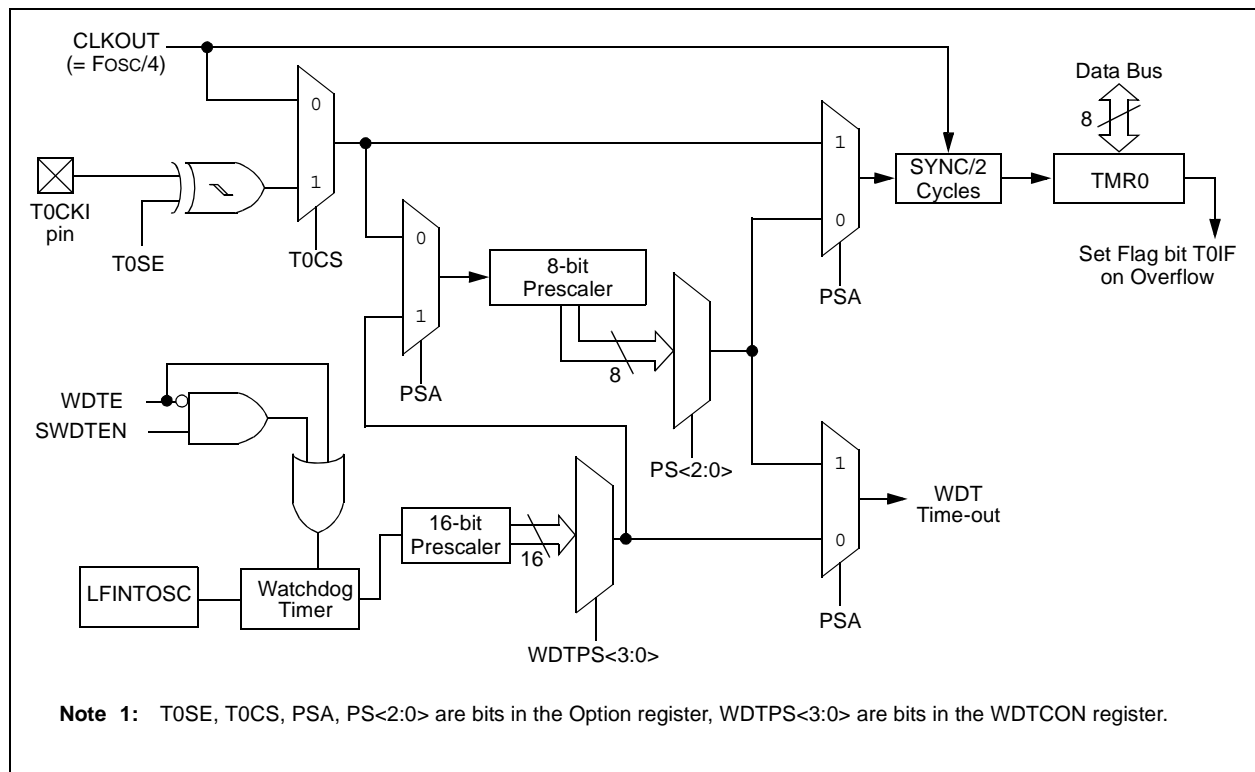 CLKOUT
(= FOSC/4)
0
1
T0CKI
pin
T0SE
T0CS
0
1
PSA
8-bit
Prescaler
8
PS<2:0>
1
0
PSA
SYNC/2
Cycles
Data Bus
8
TMR0
Set Flag bit T0IF
on Overflow
WDTE
SWDTEN
LFINTOSC
Watchdog
Timer
16-bit
Prescaler
16
WDTPS<3:0>
1
0
PSA
WDT
Time-out
Note 1: T0SE, T0CS, PSA, PS<2:0> are bits in the Option register, WDTPS<3:0> are bits in the WDTCON register.